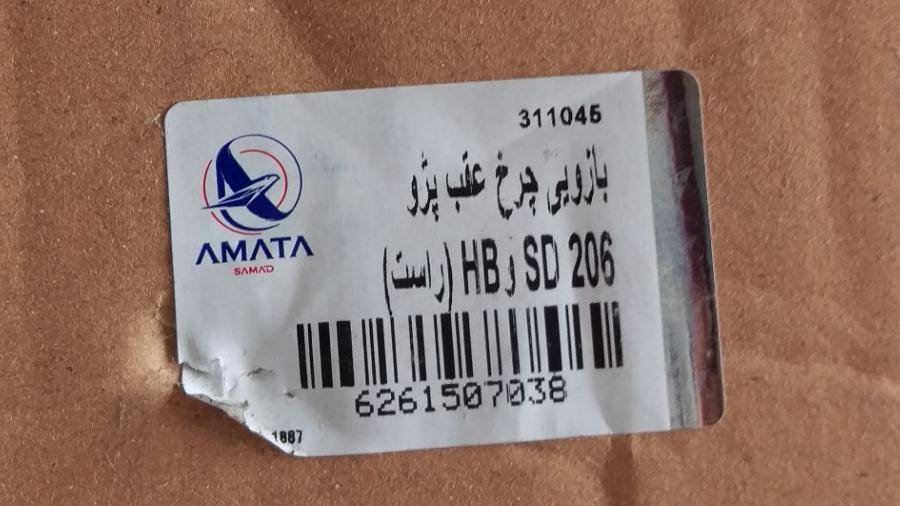 311045
بازویی چرخ عقب پژو
206 SD و HB (راست)
AMATA
SAMAD
6261507038
1887